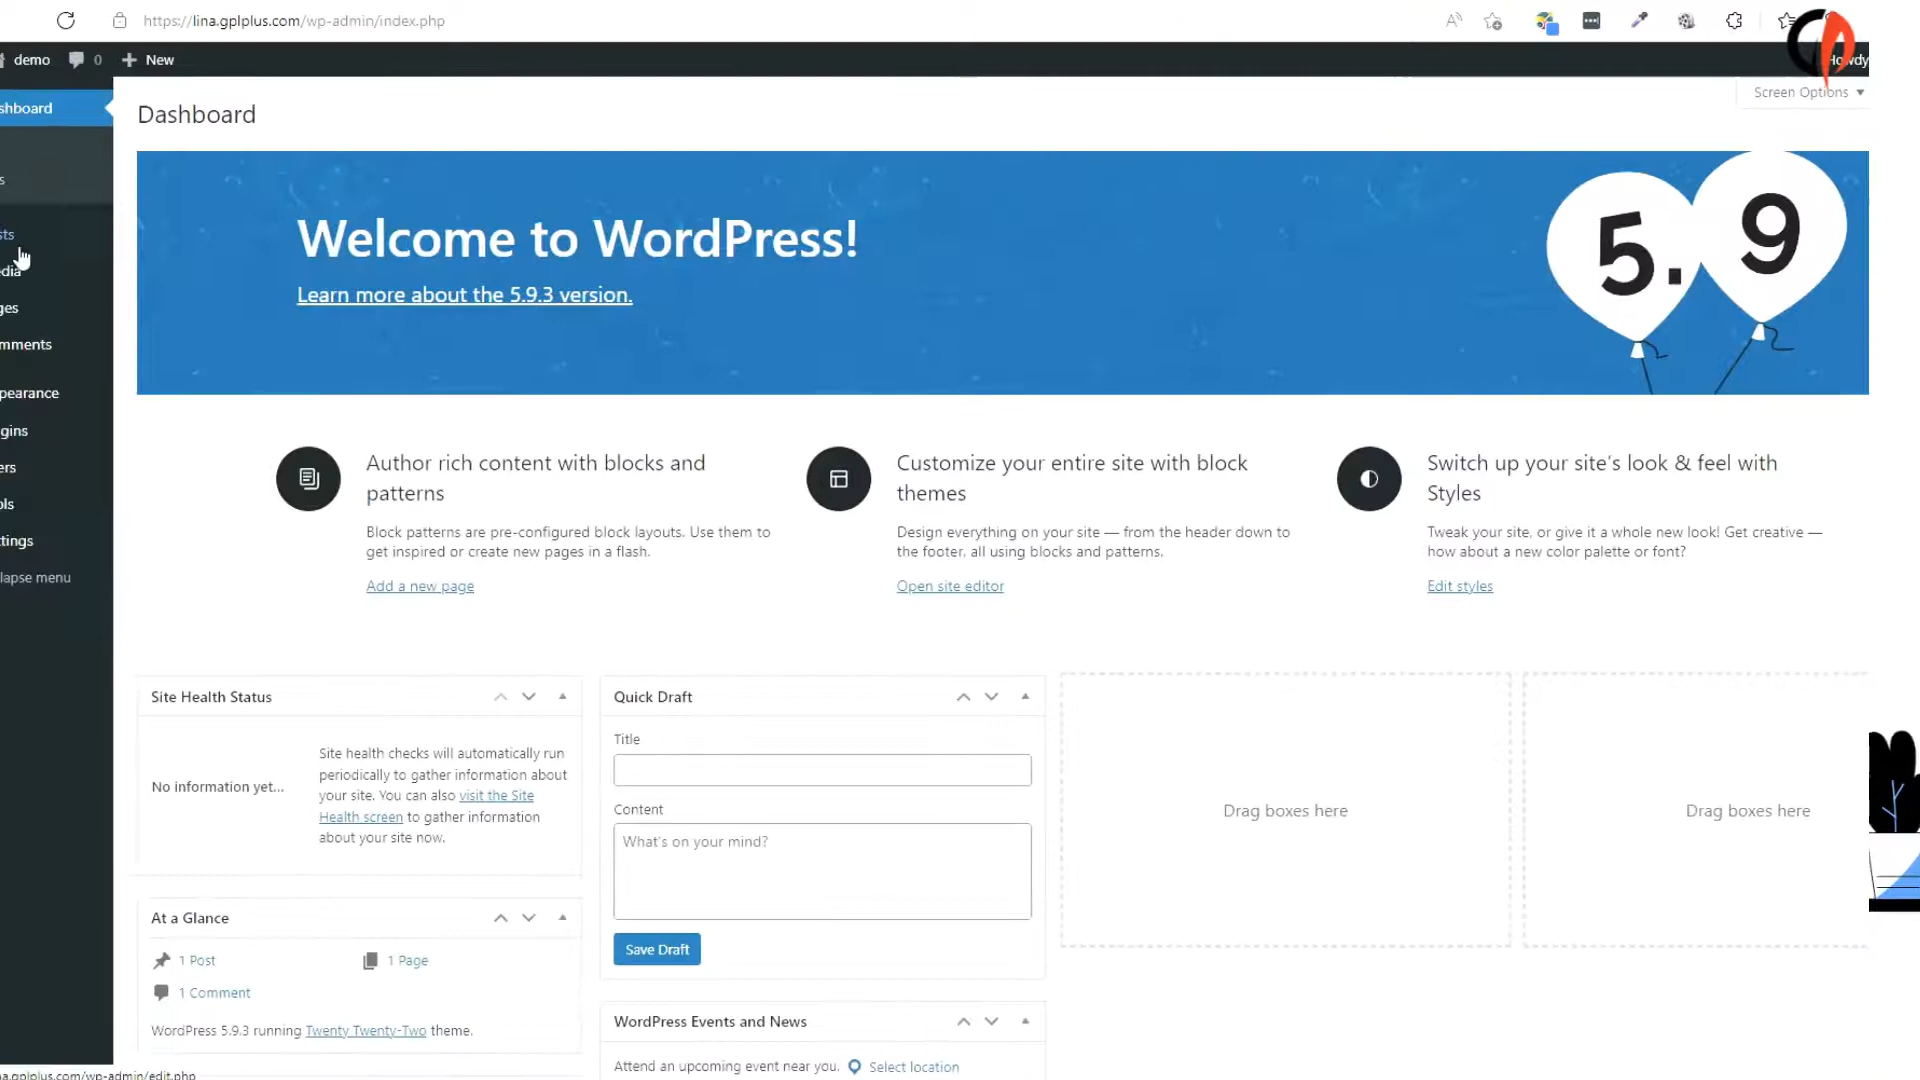 https://lina.gplplus.com/wp-admin/index.php
demo 0 New
Howdy
shboard
Screen Options
Dashboard
s
Welcome to WordPress!
Learn more about the 5.9.3 version.
5.9
sts
edia
ges
mments
pearance
gins
ers
ols
ttings
lapse menu
Author rich content with blocks and
patterns
Block patterns are pre-configured block layouts. Use them to
get inspired or create new pages in a flash.
Add a new page
Customize your entire site with block
themes
Design everything on your site — from the header down to
the footer, all using blocks and patterns.
Open site editor
Switch up your site's look & feel with
Styles
Tweak your site, or give it a whole new look! Get creative —
how about a new color palette or font?
Edit styles
Site Health Status
No information yet...
Site health checks will automatically run
periodically to gather information about
your site. You can also visit the Site
Health screen to gather information
about your site now.
At a Glance
1 Post
1 Page
1 Comment
WordPress 5.9.3 running Twenty Twenty-Two theme.
Quick Draft
Title
Content
What's on your mind?
Save Draft
WordPress Events and News
Attend an upcoming event near you. Select location
Drag boxes here
Drag boxes here
na.gplplus.com/wp-admin/edit.php